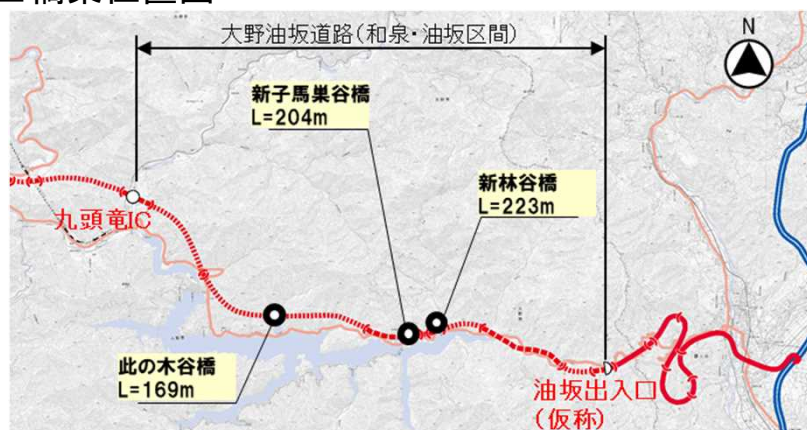 大野油坂道路(和泉・油坂区間)
N
新子馬巣谷橋
L=204m
新林谷橋
L=223m
九頭竜IC
此の木谷橋
L=169m
油坂出入口
(仮称)